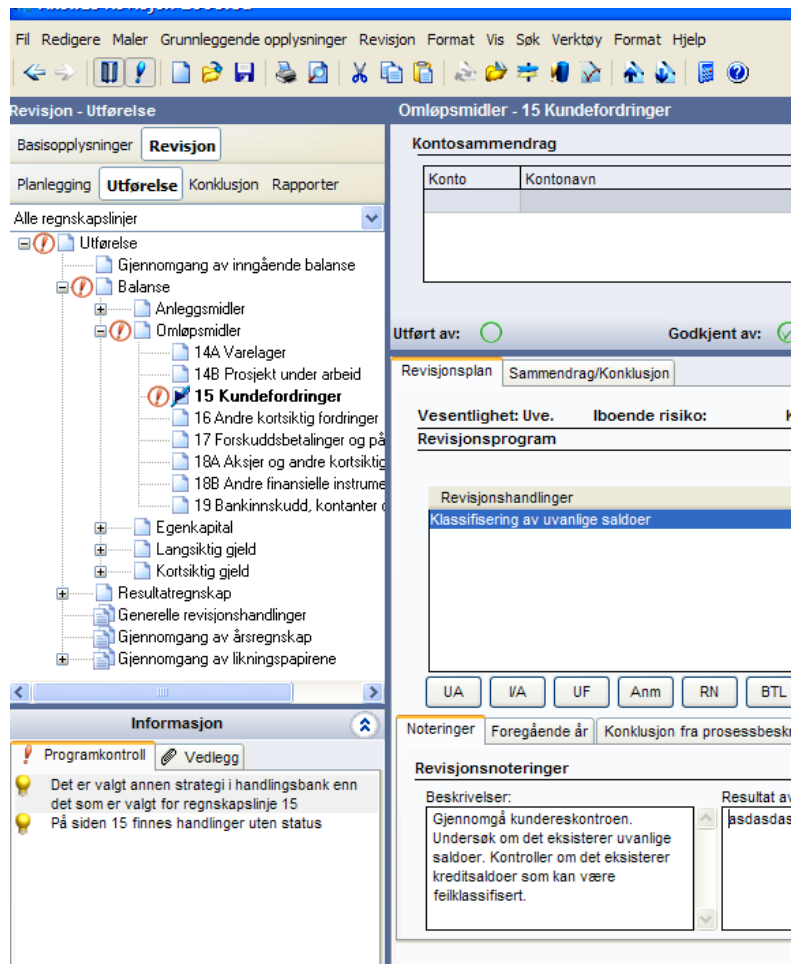 Fil Redigere Maler Grunnleggende opplysninger Revisjon Format Vis Søk Verktøy Format Hjelp
Revisjon - Utførelse
Basisopplysninger Revisjon
Planlegging Utførelse Konklusjon Rapporter
Alle regnskapslinjer
Utførelse
Gjennomgang av inngående balanse
Balanse
Anleggsmidler
Omløpsmidler
14A Varelager
14B Prosjekt under arbeid
15 Kundefordringer
16 Andre kortsiktig fordringer
17 Forskuddsbetalinger og på
18A Aksjer og andre kortsiktig
18B Andre finansielle instrume
19 Bankinnskudd, kontanter o
Egenkapital
Langsiktig gjeld
Kortsiktig gjeld
Resultatregnskap
Generelle revisjonshandlinger
Gjennomgang av årsregnskap
Gjennomgang av likningspapirene
Informasjon
Programkontroll Vedlegg
Det er valgt annen strategi i handlingsbank enn
det som er valgt for regnskapslinje 15
På siden 15 finnes handlinger uten status
Omløpsmidler - 15 Kundefordringer
Kontosammendrag
Konto Kontonavn
Utført av: Godkjent av:
Revisjonsplan Sammendrag/Konklusjon
Vesentlighet: Uve. Iboende risiko: K
Revisjonsprogram
Revisjonshandlinger
Klassifisering av uvanlige saldoer
UA I/A UF Anm RN BTL
Noteringer Foregående år Konklusjon fra prosessbeskr
Revisjonsnoteringer
Beskrivelser: Resultat av
Gjennomgå kundereskontroen.
Undersøk om det eksisterer uvanlige
saldoer. Kontroller om det eksisterer
kreditsaldoer som kan være
feilklassifisert.
asdasdas